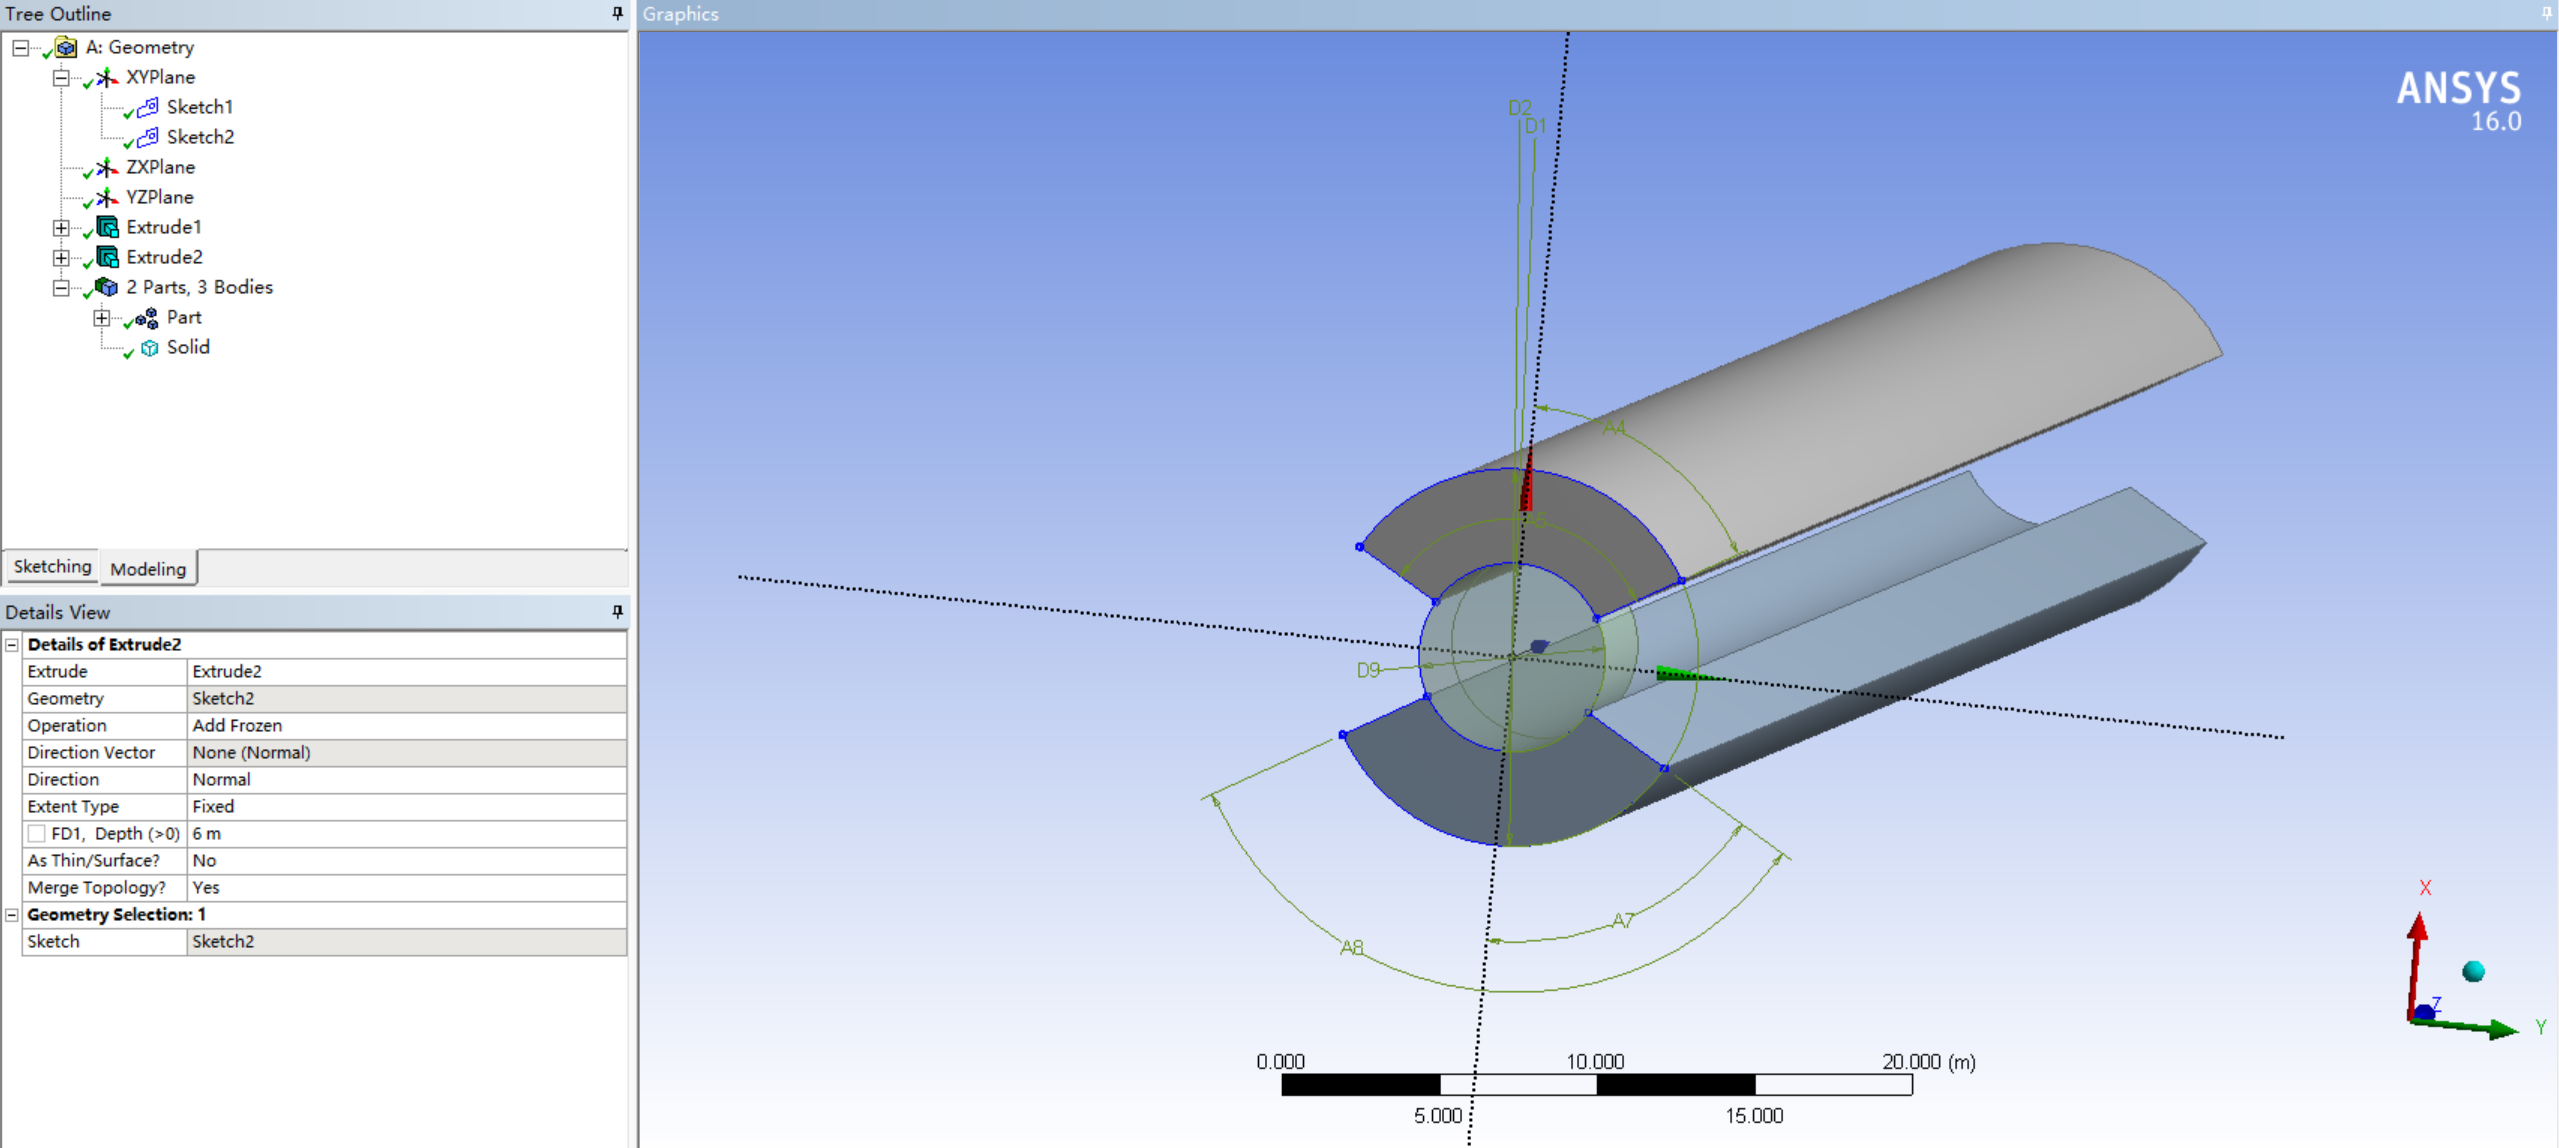 Tree Outline
A: Geometry
XYPlane
Sketch1
Sketch2
ZXPlane
YZPlane
Extrude1
Extrude2
2 Parts, 3 Bodies
Part
Solid
Sketching Modeling
Details View
Details of Extrude2
Extrude Extrude2
Geometry Sketch2
Operation Add Frozen
Direction Vector None (Normal)
Direction Normal
Extent Type Fixed
FD1, Depth (>0) 6 m
As Thin/Surface? No
Merge Topology? Yes
Geometry Selection: 1
Sketch Sketch2
Graphics
ANSYS
16.0
D2
D1
A4
D9
A7
A8
X
Z
Y
0.000 10.000 20.000 (m)
5.000 15.000